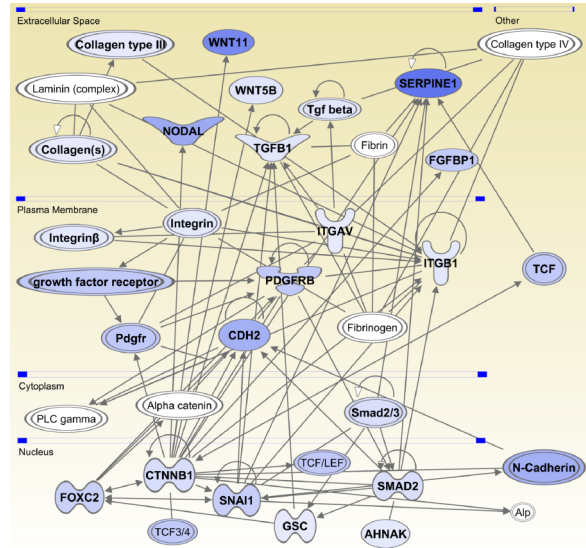 Extracellular Space
Other
Collagen type III
WNT11
Collagen type IV
Laminin (complex)
WNT5B
SERPINE1
Tgf beta
NODAL
Collagen(s)
TGFB1
Fibrin
FGFBP1
Plasma Membrane
Integrin
Integrinβ
ITGAV
ITGB1
TCF
growth factor receptor
PDGFRB
Pdgfr
CDH2
Fibrinogen
Cytoplasm
PLC gamma
Alpha catenin
Smad2/3
Nucleus
CTNNB1
TCF/LEF
N-Cadherin
FOXC2
SNAI1
SMAD2
TCF3/4
GSC
AHNAK
Alp